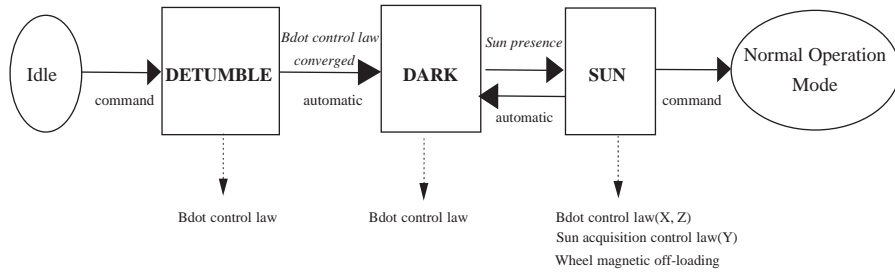 Idle
command
DETUMBLE
Bdot control law
converged
automatic
DARK
Sun presence
automatic
SUN
command
Normal Operation
Mode
Bdot control law
Bdot control law
Bdot control law(X, Z)
Sun acquisition control law(Y)
Wheel magnetic off-loading